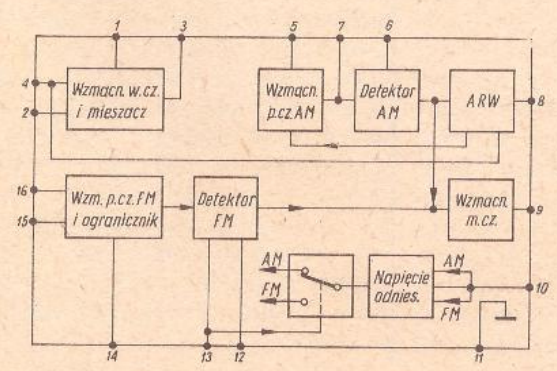 1
3
5
7
6
4
2
Wzmacn. w.cz.
i mieszacz
Wzmacn.
p.cz. AM
Detektor
AM
ARW
8
16
15
Wzm. p.cz. FM
i ogranicznik
Detektor
FM
Wzmacn.
m.cz.
9
AM
FM
Napięcie
odnies.
AM
FM
10
14
13
12
11